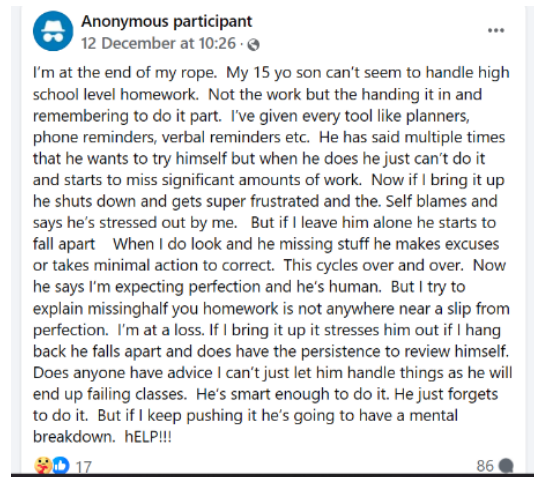 Anonymous participant
12 December at 10:26 ·
I'm at the end of my rope.  My 15 yo son can't seem to handle high
school level homework.  Not the work but the handing it in and
remembering to do it part.  I've given every tool like planners,
phone reminders, verbal reminders etc.  He has said multiple times
that he wants to try himself but when he does he just can't do it
and starts to miss significant amounts of work.  Now if I bring it up
he shuts down and gets super frustrated and the. Self blames and
says he's stressed out by me.   But if I leave him alone he starts to
fall apart    When I do look and he missing stuff he makes excuses
or takes minimal action to correct.  This cycles over and over.  Now
he says I'm expecting perfection and he's human.  But I try to
explain missinghalf you homework is not anywhere near a slip from
perfection.  I'm at a loss. If I bring it up it stresses him out if I hang
back he falls apart and does have the persistence to review himself.
Does anyone have advice I can't just let him handle things as he will
end up failing classes.  He's smart enough to do it. He just forgets
to do it.  But if I keep pushing it he's going to have a mental
breakdown.  hELP!!!
17 86